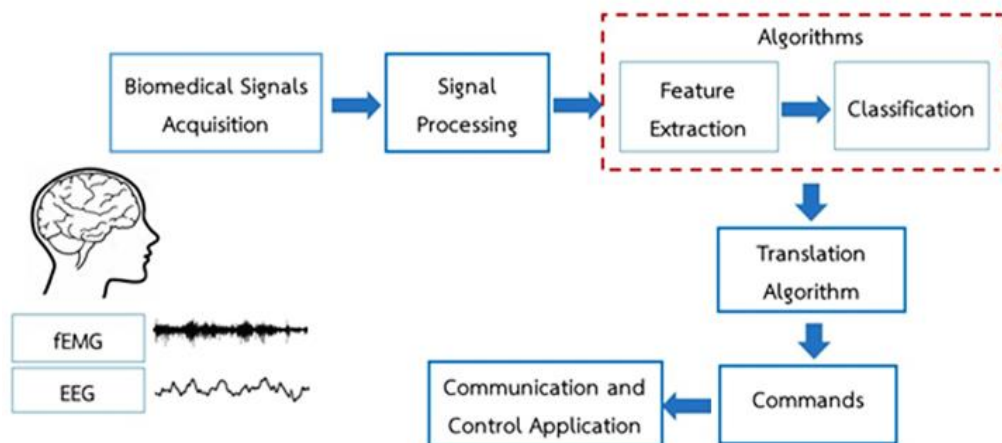 Algorithms
Biomedical Signals
Acquisition
Signal
Processing
Feature
Extraction
Classification
Translation
Algorithm
fEMG
EEG
Communication and
Control Application
Commands